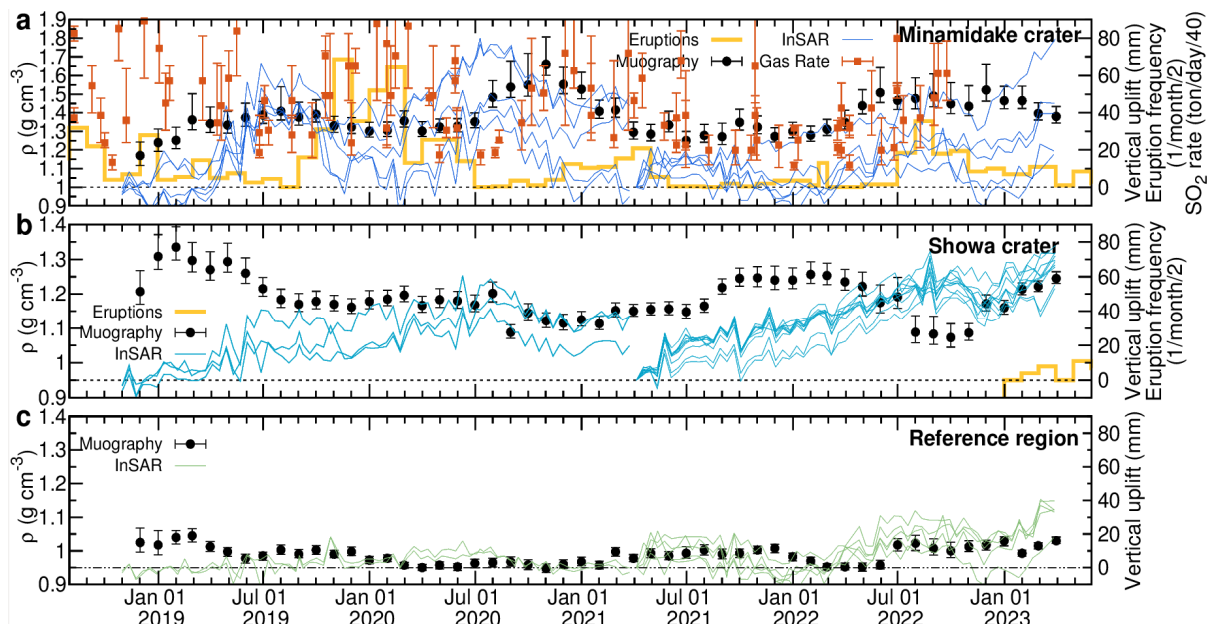 a
Minamidake crater
Eruptions
InSAR
Muography
Gas Rate
1.9
1.8
1.7
1.6
1.5
1.4
1.3
1.2
1.1
1
0.9
ρ (g cm⁻³)
80
60
40
20
0
Vertical uplift (mm)
Eruption frequency
(1/month/2)
SO₂ rate (ton/day/40)
b
Showa crater
Eruptions
Muography
InSAR
1.4
1.3
1.2
1.1
1
0.9
ρ (g cm⁻³)
80
60
40
20
0
Vertical uplift (mm)
Eruption frequency
(1/month/2)
c
Reference region
Muography
InSAR
1.4
1.3
1.2
1.1
1
0.9
ρ (g cm⁻³)
80
60
40
20
0
Vertical uplift (mm)
Jan 01 Jul 01 Jan 01 Jul 01 Jan 01 Jul 01 Jan 01 Jul 01 Jan 01
2019 2019 2020 2020 2021 2021 2022 2022 2023